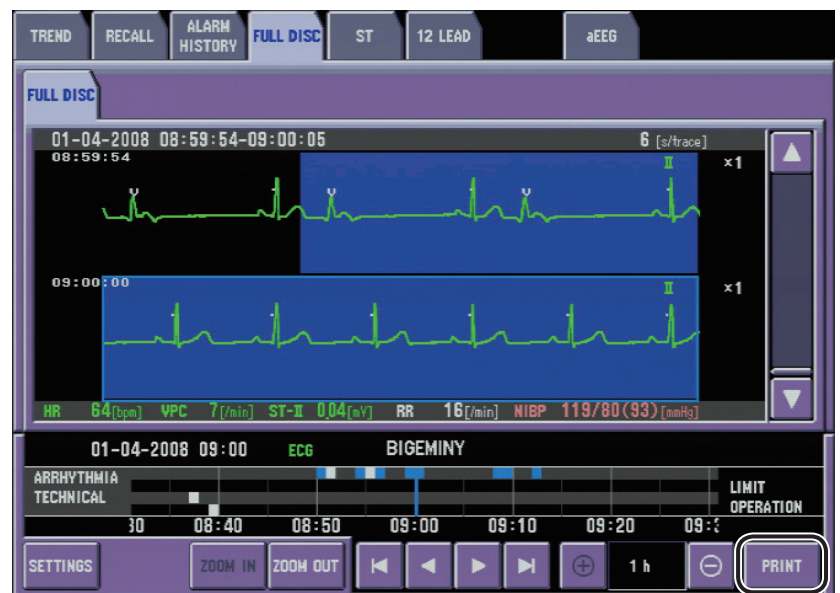 TREND RECALL ALARM HISTORY FULL DISC ST 12 LEAD aEEG
FULL DISC
01-04-2008 08:59:54-09:00:05 6 [s/trace]
08:59:54 II ×1
V V V
09:00:00 II ×1
HR 64[bpm] VPC 7[/min] ST-II 0.04[mV] RR 16[/min] NIBP 119/80(93)[mmHg]
01-04-2008 09:00 ECG BIGEMINY
ARRHYTHMIA
TECHNICAL
LIMIT
OPERATION
30 08:40 08:50 09:00 09:10 09:20 09:3
SETTINGS ZOOM IN ZOOM OUT 1 h PRINT